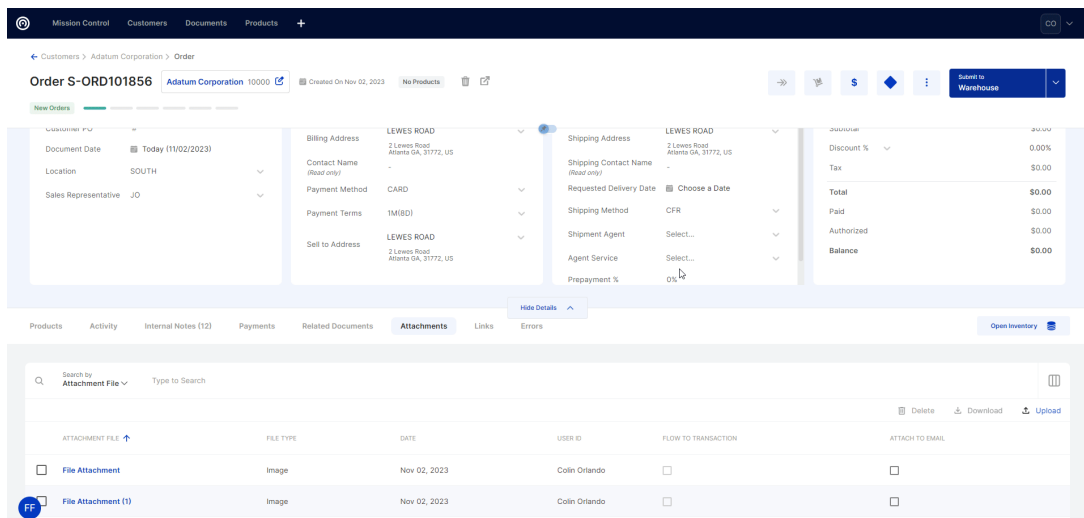 Mission Control Customers Documents Products + CO
Customers > Adatum Corporation > Order
Order S-ORD101856 Adatum Corporation 10000 Created On Nov 02, 2023 No Products $ Submit to Warehouse
New Orders
Customer PO
Document Date Today (11/02/2023)
Location SOUTH
Sales Representative JO
Billing Address LEWES ROAD
2 Lewes Road
Atlanta GA, 31772, US
Contact Name -
(Read only)
Payment Method CARD
Payment Terms 1M(8D)
Sell to Address LEWES ROAD
2 Lewes Road
Atlanta GA, 31772, US
Shipping Address LEWES ROAD
2 Lewes Road
Atlanta GA, 31772, US
Shipping Contact Name -
(Read only)
Requested Delivery Date Choose a Date
Shipping Method CFR
Shipment Agent Select...
Agent Service Select...
Prepayment % 0%
Subtotal $0.00
Discount % 0.00%
Tax $0.00
Total $0.00
Paid $0.00
Authorized $0.00
Balance $0.00
Hide Details
Products Activity Internal Notes (12) Payments Related Documents Attachments Links Errors Open Inventory
Search by
Attachment File Type to Search
Delete Download Upload
ATTACHMENT FILE FILE TYPE DATE USER ID FLOW TO TRANSACTION ATTACH TO EMAIL
File Attachment Image Nov 02, 2023 Colin Orlando
File Attachment (1) Image Nov 02, 2023 Colin Orlando
FF